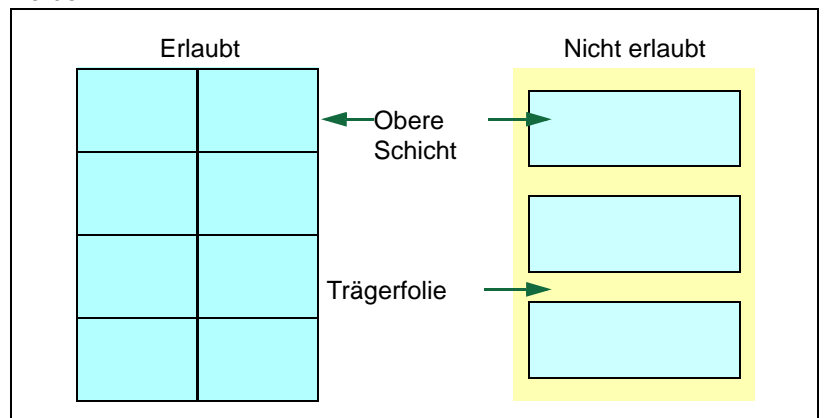 Erlaubt
Nicht erlaubt
Obere
Schicht
Trägerfolie